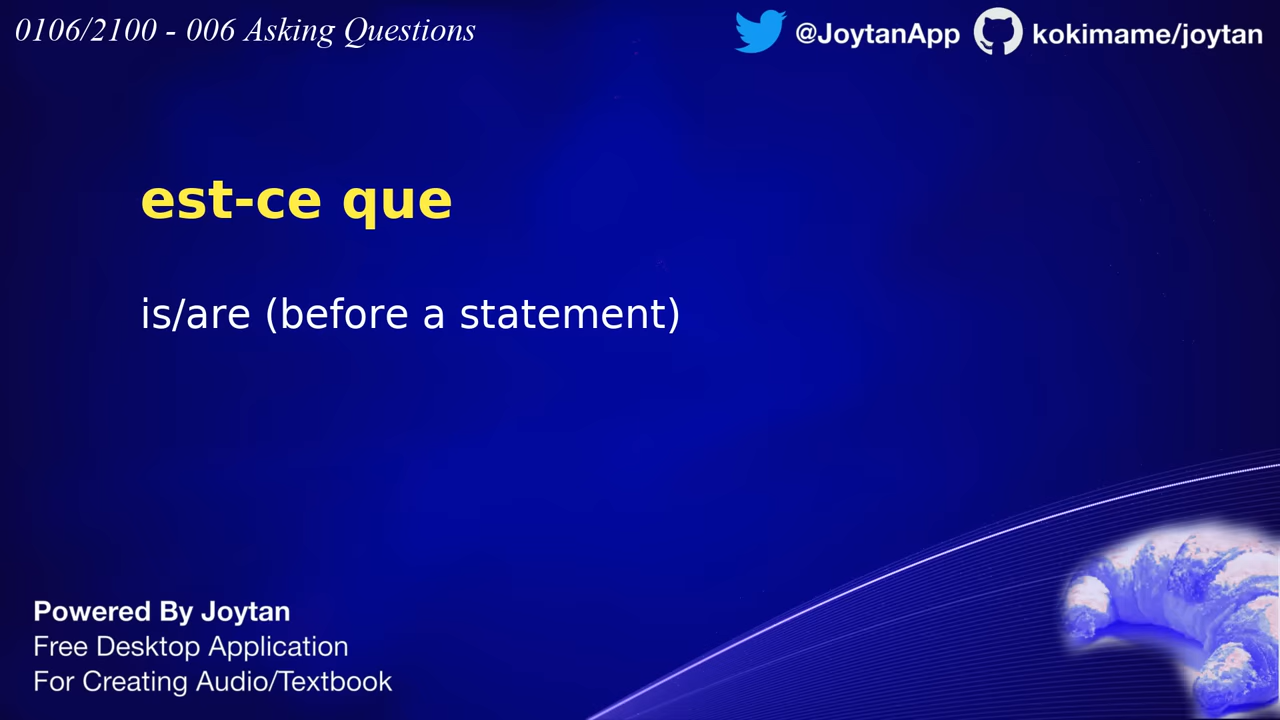 0106/2100 - 006 Asking Questions
@JoytanApp
kokimame/joytan
est-ce que
is/are (before a statement)
Powered By Joytan
Free Desktop Application
For Creating Audio/Textbook